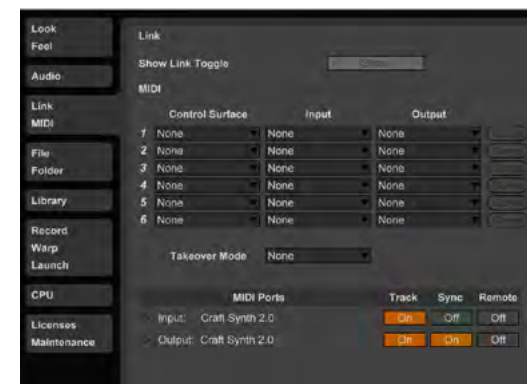 Look
Feel
Audio
Link
MIDI
File
Folder
Library
Record
Warp
Launch
CPU
Licenses
Maintenance
Link
Show Link Toggle
MIDI
Control Surface Input Output
1 None None None
2 None None None
3 None None None
4 None None None
5 None None None
6 None None None
Takeover Mode None
MIDI Ports Track Sync Remote
Input: Craft Synth 2.0 On Off Off
Output: Craft Synth 2.0 On On Off